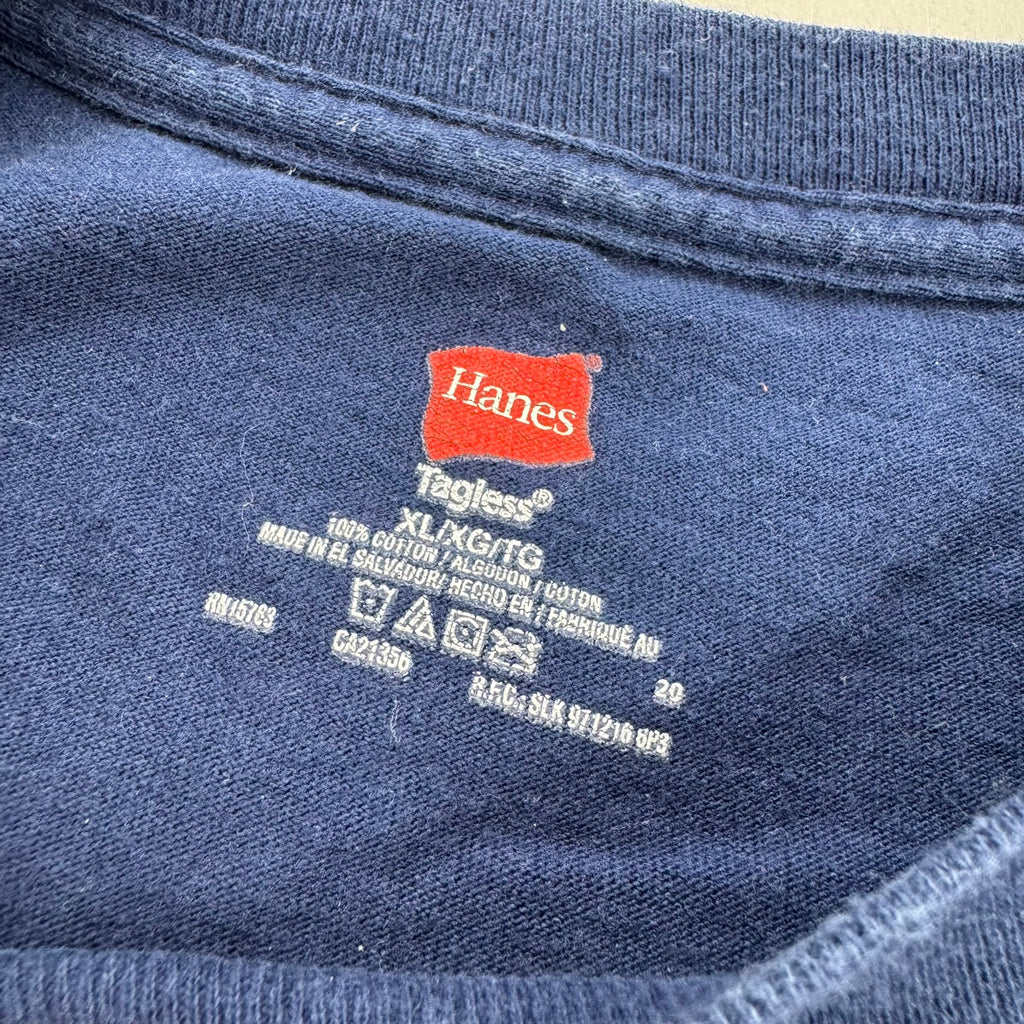 Hanes®
Tagless®
XL/XG/TG
100% COTTON / ALGODON / COTON
MADE IN EL SALVADOR / HECHO EN / FABRIQUÉ AU
RN15763
CA21356
20
R.F.C.: SLK 971216 6P3